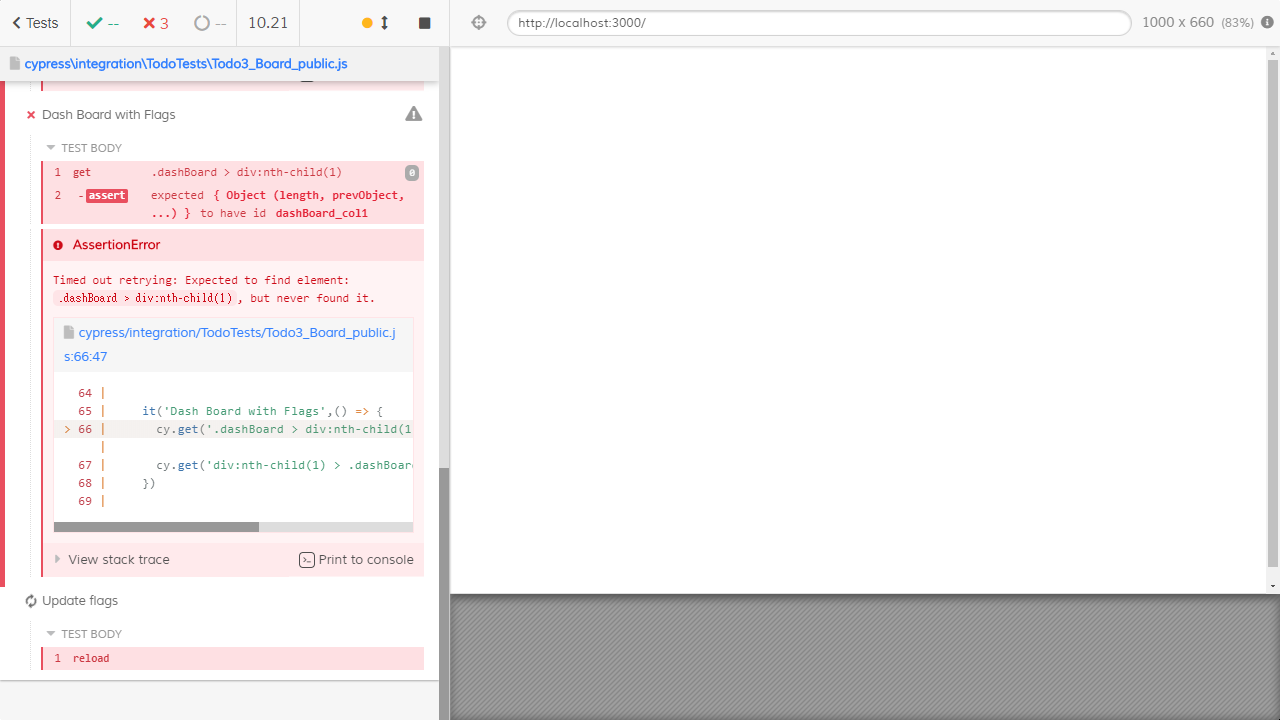 Tests
--
3
--
10.21
http://localhost:3000/
1000 x 660 (83%)
cypress\integration\TodoTests\Todo3_Board_public.js
Dash Board with Flags
TEST BODY
1 get .dashBoard > div:nth-child(1) 0
2 -assert expected { Object (length, prevObject,
...) } to have id dashBoard_col1
AssertionError
Timed out retrying: Expected to find element:
.dashBoard > div:nth-child(1), but never found it.
cypress/integration/TodoTests/Todo3_Board_public.j
s:66:47
64 |
65 | it('Dash Board with Flags',() => {
> 66 | cy.get('.dashBoard > div:nth-child(1
|
67 | cy.get('div:nth-child(1) > .dashBoar
68 | })
69 |
View stack trace
Print to console
Update flags
TEST BODY
1 reload